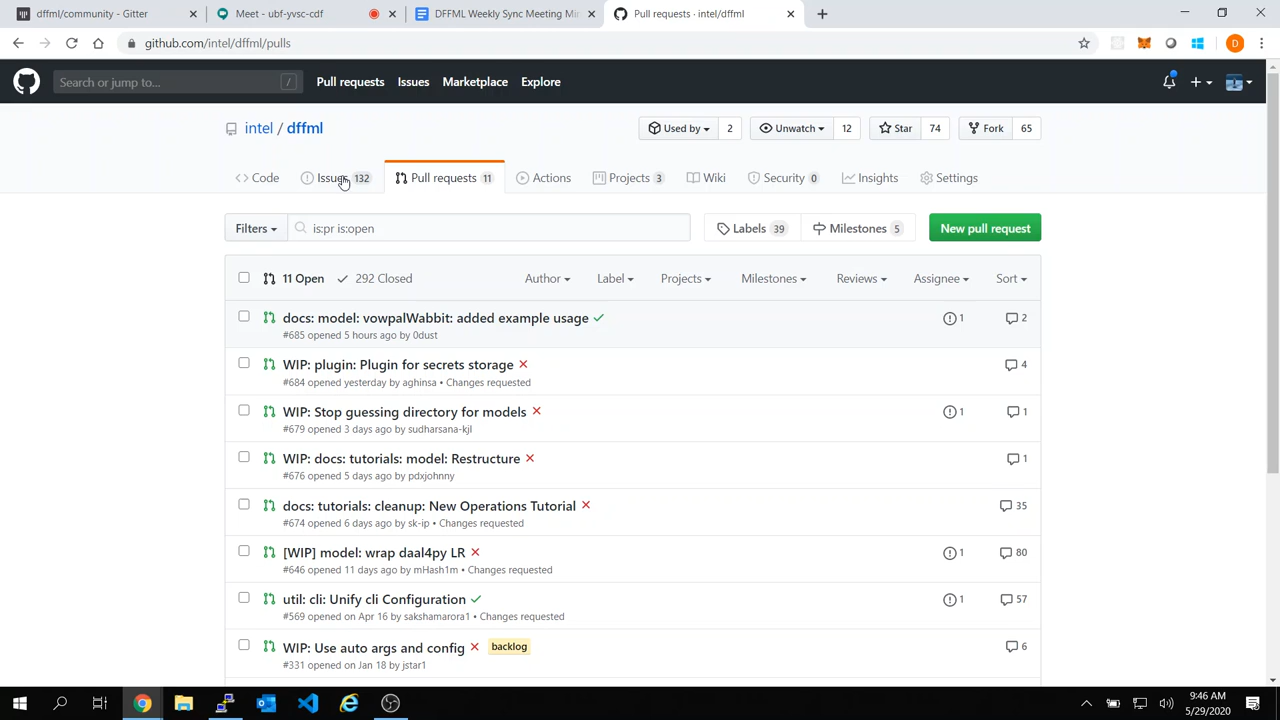 dffml/community - Gitter
Meet - ubf-yvsc-cdf
DFFML Weekly Sync Meeting Mi
Pull requests · intel/dffml
github.com/intel/dffml/pulls
D
Search or jump to...
/
Pull requests
Issues
Marketplace
Explore
intel / dffml
Used by 2
Unwatch 12
Star 74
Fork 65
Code
Issues 132
Pull requests 11
Actions
Projects 3
Wiki
Security 0
Insights
Settings
Filters
is:pr is:open
Labels 39
Milestones 5
New pull request
11 Open
292 Closed
Author
Label
Projects
Milestones
Reviews
Assignee
Sort
docs: model: vowpalWabbit: added example usage
1
2
#685 opened 5 hours ago by 0dust
WIP: plugin: Plugin for secrets storage
4
#684 opened yesterday by aghinsa • Changes requested
WIP: Stop guessing directory for models
1
1
#679 opened 3 days ago by sudharsana-kjl
WIP: docs: tutorials: model: Restructure
1
#676 opened 5 days ago by pdxjohnny
docs: tutorials: cleanup: New Operations Tutorial
35
#674 opened 6 days ago by sk-ip • Changes requested
[WIP] model: wrap daal4py LR
1
80
#646 opened 11 days ago by mHash1m • Changes requested
util: cli: Unify cli Configuration
1
57
#569 opened on Apr 16 by sakshamarora1 • Changes requested
WIP: Use auto args and config
backlog
6
#331 opened on Jan 18 by jstar1
9:46 AM
5/29/2020